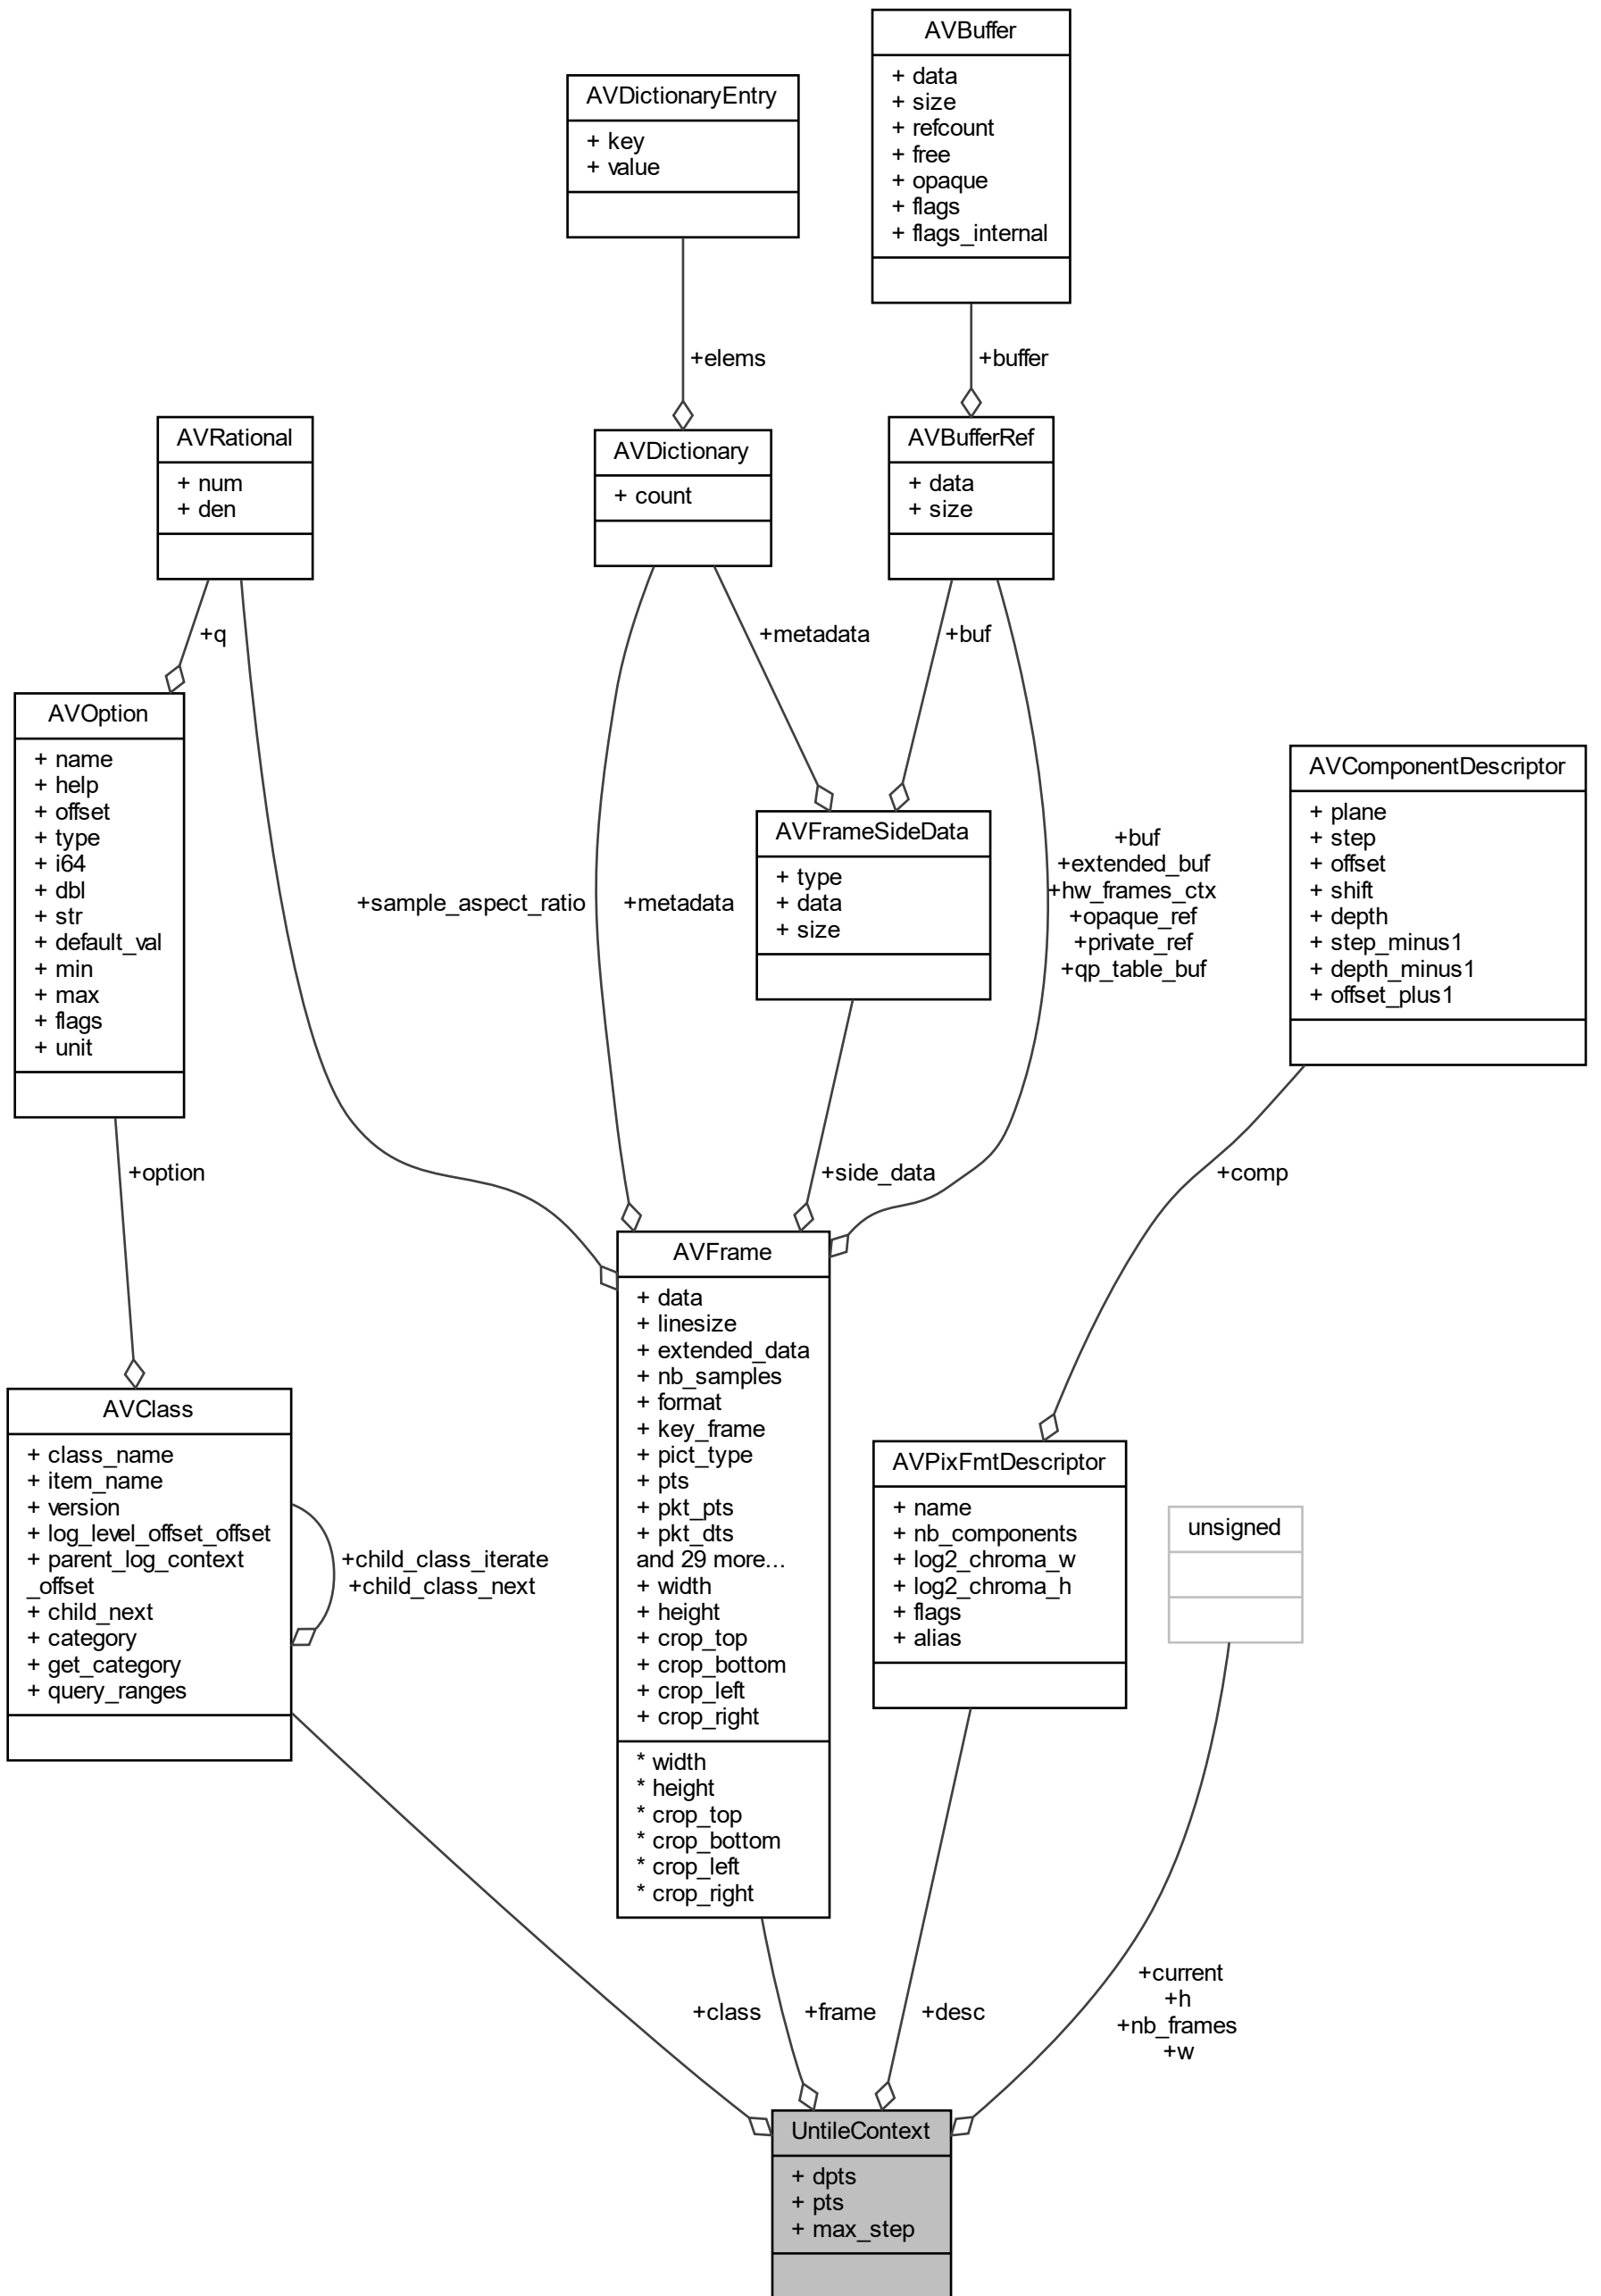 AVBuffer
+ data
+ size
+ refcount
+ free
+ opaque
+ flags
+ flags_internal
AVDictionaryEntry
+ key
+ value
+elems
+buffer
AVRational
+ num
+ den
AVDictionary
+ count
AVBufferRef
+ data
+ size
+q
+metadata
+buf
AVOption
+ name
+ help
+ offset
+ type
+ i64
+ dbl
+ str
+ default_val
+ min
+ max
+ flags
+ unit
+sample_aspect_ratio
+metadata
AVFrameSideData
+ type
+ data
+ size
+buf
+extended_buf
+hw_frames_ctx
+opaque_ref
+private_ref
+qp_table_buf
AVComponentDescriptor
+ plane
+ step
+ offset
+ shift
+ depth
+ step_minus1
+ depth_minus1
+ offset_plus1
+option
+side_data
+comp
AVClass
+ class_name
+ item_name
+ version
+ log_level_offset_offset
+ parent_log_context
_offset
+ child_next
+ category
+ get_category
+ query_ranges
+child_class_iterate
+child_class_next
AVFrame
+ data
+ linesize
+ extended_data
+ nb_samples
+ format
+ key_frame
+ pict_type
+ pts
+ pkt_pts
+ pkt_dts
and 29 more...
+ width
+ height
+ crop_top
+ crop_bottom
+ crop_left
+ crop_right
* width
* height
* crop_top
* crop_bottom
* crop_left
* crop_right
AVPixFmtDescriptor
+ name
+ nb_components
+ log2_chroma_w
+ log2_chroma_h
+ flags
+ alias
unsigned
+class
+frame
+desc
+current
+h
+nb_frames
+w
UntileContext
+ dpts
+ pts
+ max_step